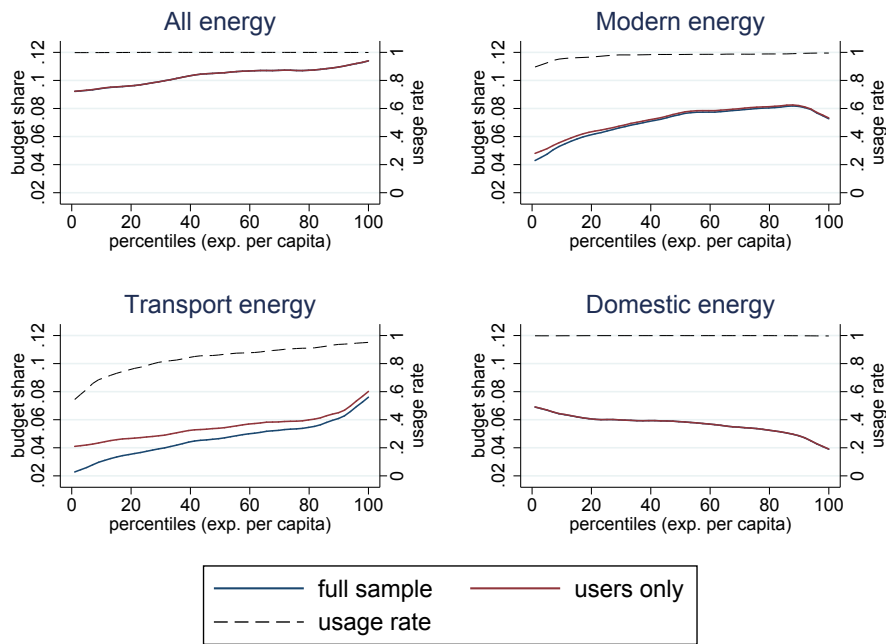 All energy
budget share
.02 .04 .06 .08 .1 .12
0 .2 .4 .6 .8 1
usage rate
0 20 40 60 80 100
percentiles (exp. per capita)
Modern energy
budget share
.02 .04 .06 .08 .1 .12
0 .2 .4 .6 .8 1
usage rate
0 20 40 60 80 100
percentiles (exp. per capita)
Transport energy
budget share
.02 .04 .06 .08 .1 .12
0 .2 .4 .6 .8 1
usage rate
0 20 40 60 80 100
percentiles (exp. per capita)
Domestic energy
budget share
.02 .04 .06 .08 .1 .12
0 .2 .4 .6 .8 1
usage rate
0 20 40 60 80 100
percentiles (exp. per capita)
full sample users only
usage rate